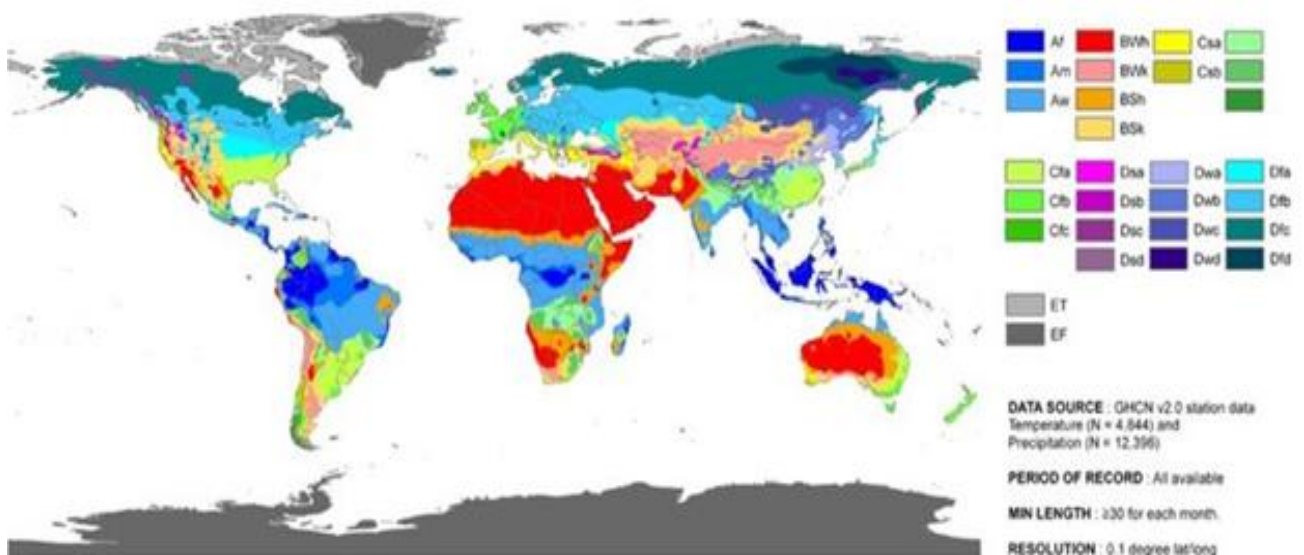 Af BWh Csa
Am BWk Csb
Aw BSh
BSk
Cfa Dsa Dwa Dfa
Cfb Dsb Dwb Dfb
Cfc Dsc Dwc Dfc
Dsd Dwd Dfd
ET
EF
DATA SOURCE : GHCN v2.0 station data
Temperature (N = 4,844) and
Precipitation (N = 12,396)
PERIOD OF RECORD : All available
MIN LENGTH : ≥30 for each month.
RESOLUTION : 0.1 degree lat/long